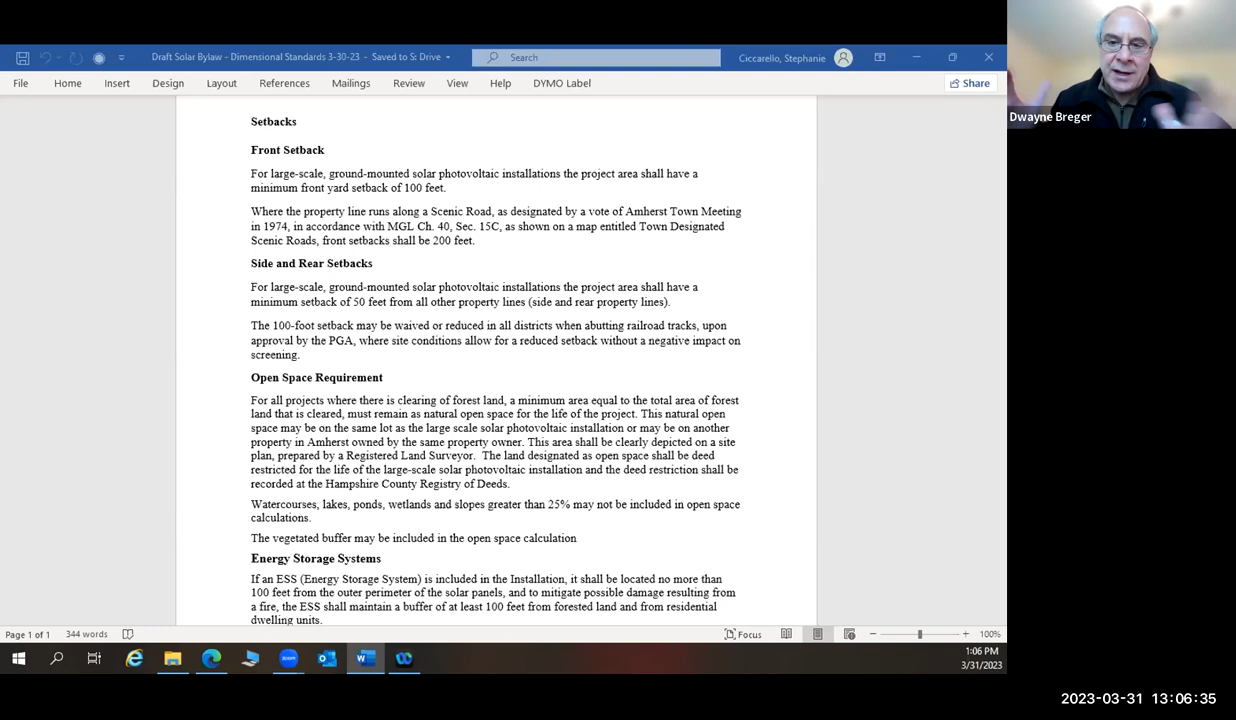 Draft Solar Bylaw - Dimensional Standards 3-30-23 - Saved to S: Drive
Search
Ciccarello, Stephanie
File Home Insert Design Layout References Mailings Review View Help DYMO Label Share
Setbacks
Front Setback
For large-scale, ground-mounted solar photovoltaic installations the project area shall have a
minimum front yard setback of 100 feet.
Where the property line runs along a Scenic Road, as designated by a vote of Amherst Town Meeting
in 1974, in accordance with MGL Ch. 40, Sec. 15C, as shown on a map entitled Town Designated
Scenic Roads, front setbacks shall be 200 feet.
Side and Rear Setbacks
For large-scale, ground-mounted solar photovoltaic installations the project area shall have a
minimum setback of 50 feet from all other property lines (side and rear property lines).
The 100-foot setback may be waived or reduced in all districts when abutting railroad tracks, upon
approval by the PGA, where site conditions allow for a reduced setback without a negative impact on
screening.
Open Space Requirement
For all projects where there is clearing of forest land, a minimum area equal to the total area of forest
land that is cleared, must remain as natural open space for the life of the project. This natural open
space may be on the same lot as the large scale solar photovoltaic installation or may be on another
property in Amherst owned by the same property owner. This area shall be clearly depicted on a site
plan, prepared by a Registered Land Surveyor. The land designated as open space shall be deed
restricted for the life of the large-scale solar photovoltaic installation and the deed restriction shall be
recorded at the Hampshire County Registry of Deeds.
Watercourses, lakes, ponds, wetlands and slopes greater than 25% may not be included in open space
calculations.
The vegetated buffer may be included in the open space calculation
Energy Storage Systems
If an ESS (Energy Storage System) is included in the Installation, it shall be located no more than
100 feet from the outer perimeter of the solar panels, and to mitigate possible damage resulting from
a fire, the ESS shall maintain a buffer of at least 100 feet from forested land and from residential
dwelling units.
Page 1 of 1 344 words Focus 100%
1:06 PM
3/31/2023
Dwayne Breger
2023-03-31 13:06:35